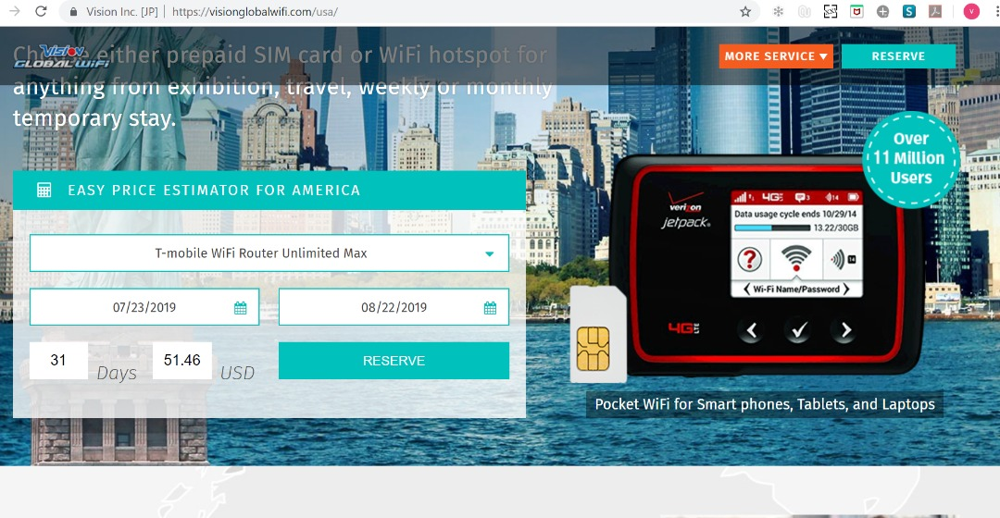 Vision Inc. [JP]
https://visionglobalwifi.com/usa/
V
Vision
GLOBAL WiFi
MORE SERVICE
RESERVE
either prepaid SIM card or WiFi hotspot for
anything from exhibition, travel, weekly or monthly
temporary stay.
Over
11 Million
Users
EASY PRICE ESTIMATOR FOR AMERICA
T-mobile WiFi Router Unlimited Max
07/23/2019
08/22/2019
31
Days
51.46
USD
RESERVE
verizon
jetpack®
4G
3
14
Data usage cycle ends 10/29/14
13.22/30GB
?
14
Wi-Fi Name/Password
4G LTE
Pocket WiFi for Smart phones, Tablets, and Laptops